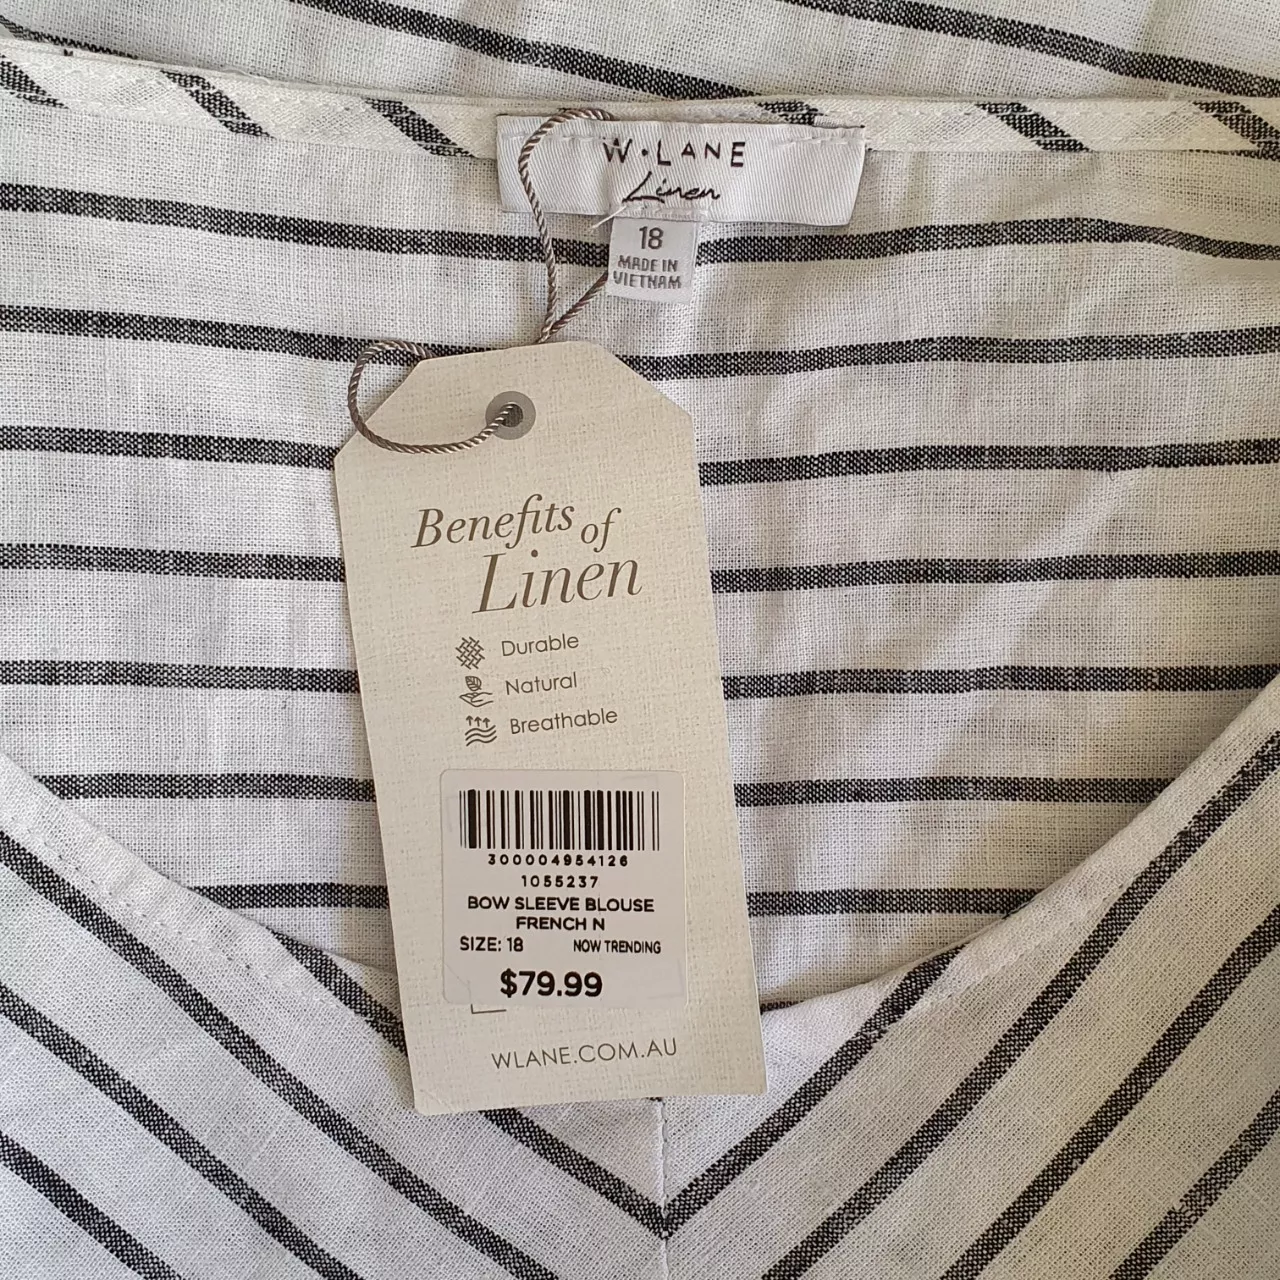 W•LANE
Linen
18
MADE IN
VIETNAM
Benefits of
Linen
Durable
Natural
Breathable
300004954126
1055237
BOW SLEEVE BLOUSE
FRENCH N
SIZE: 18 NOW TRENDING
$79.99
WLANE.COM.AU